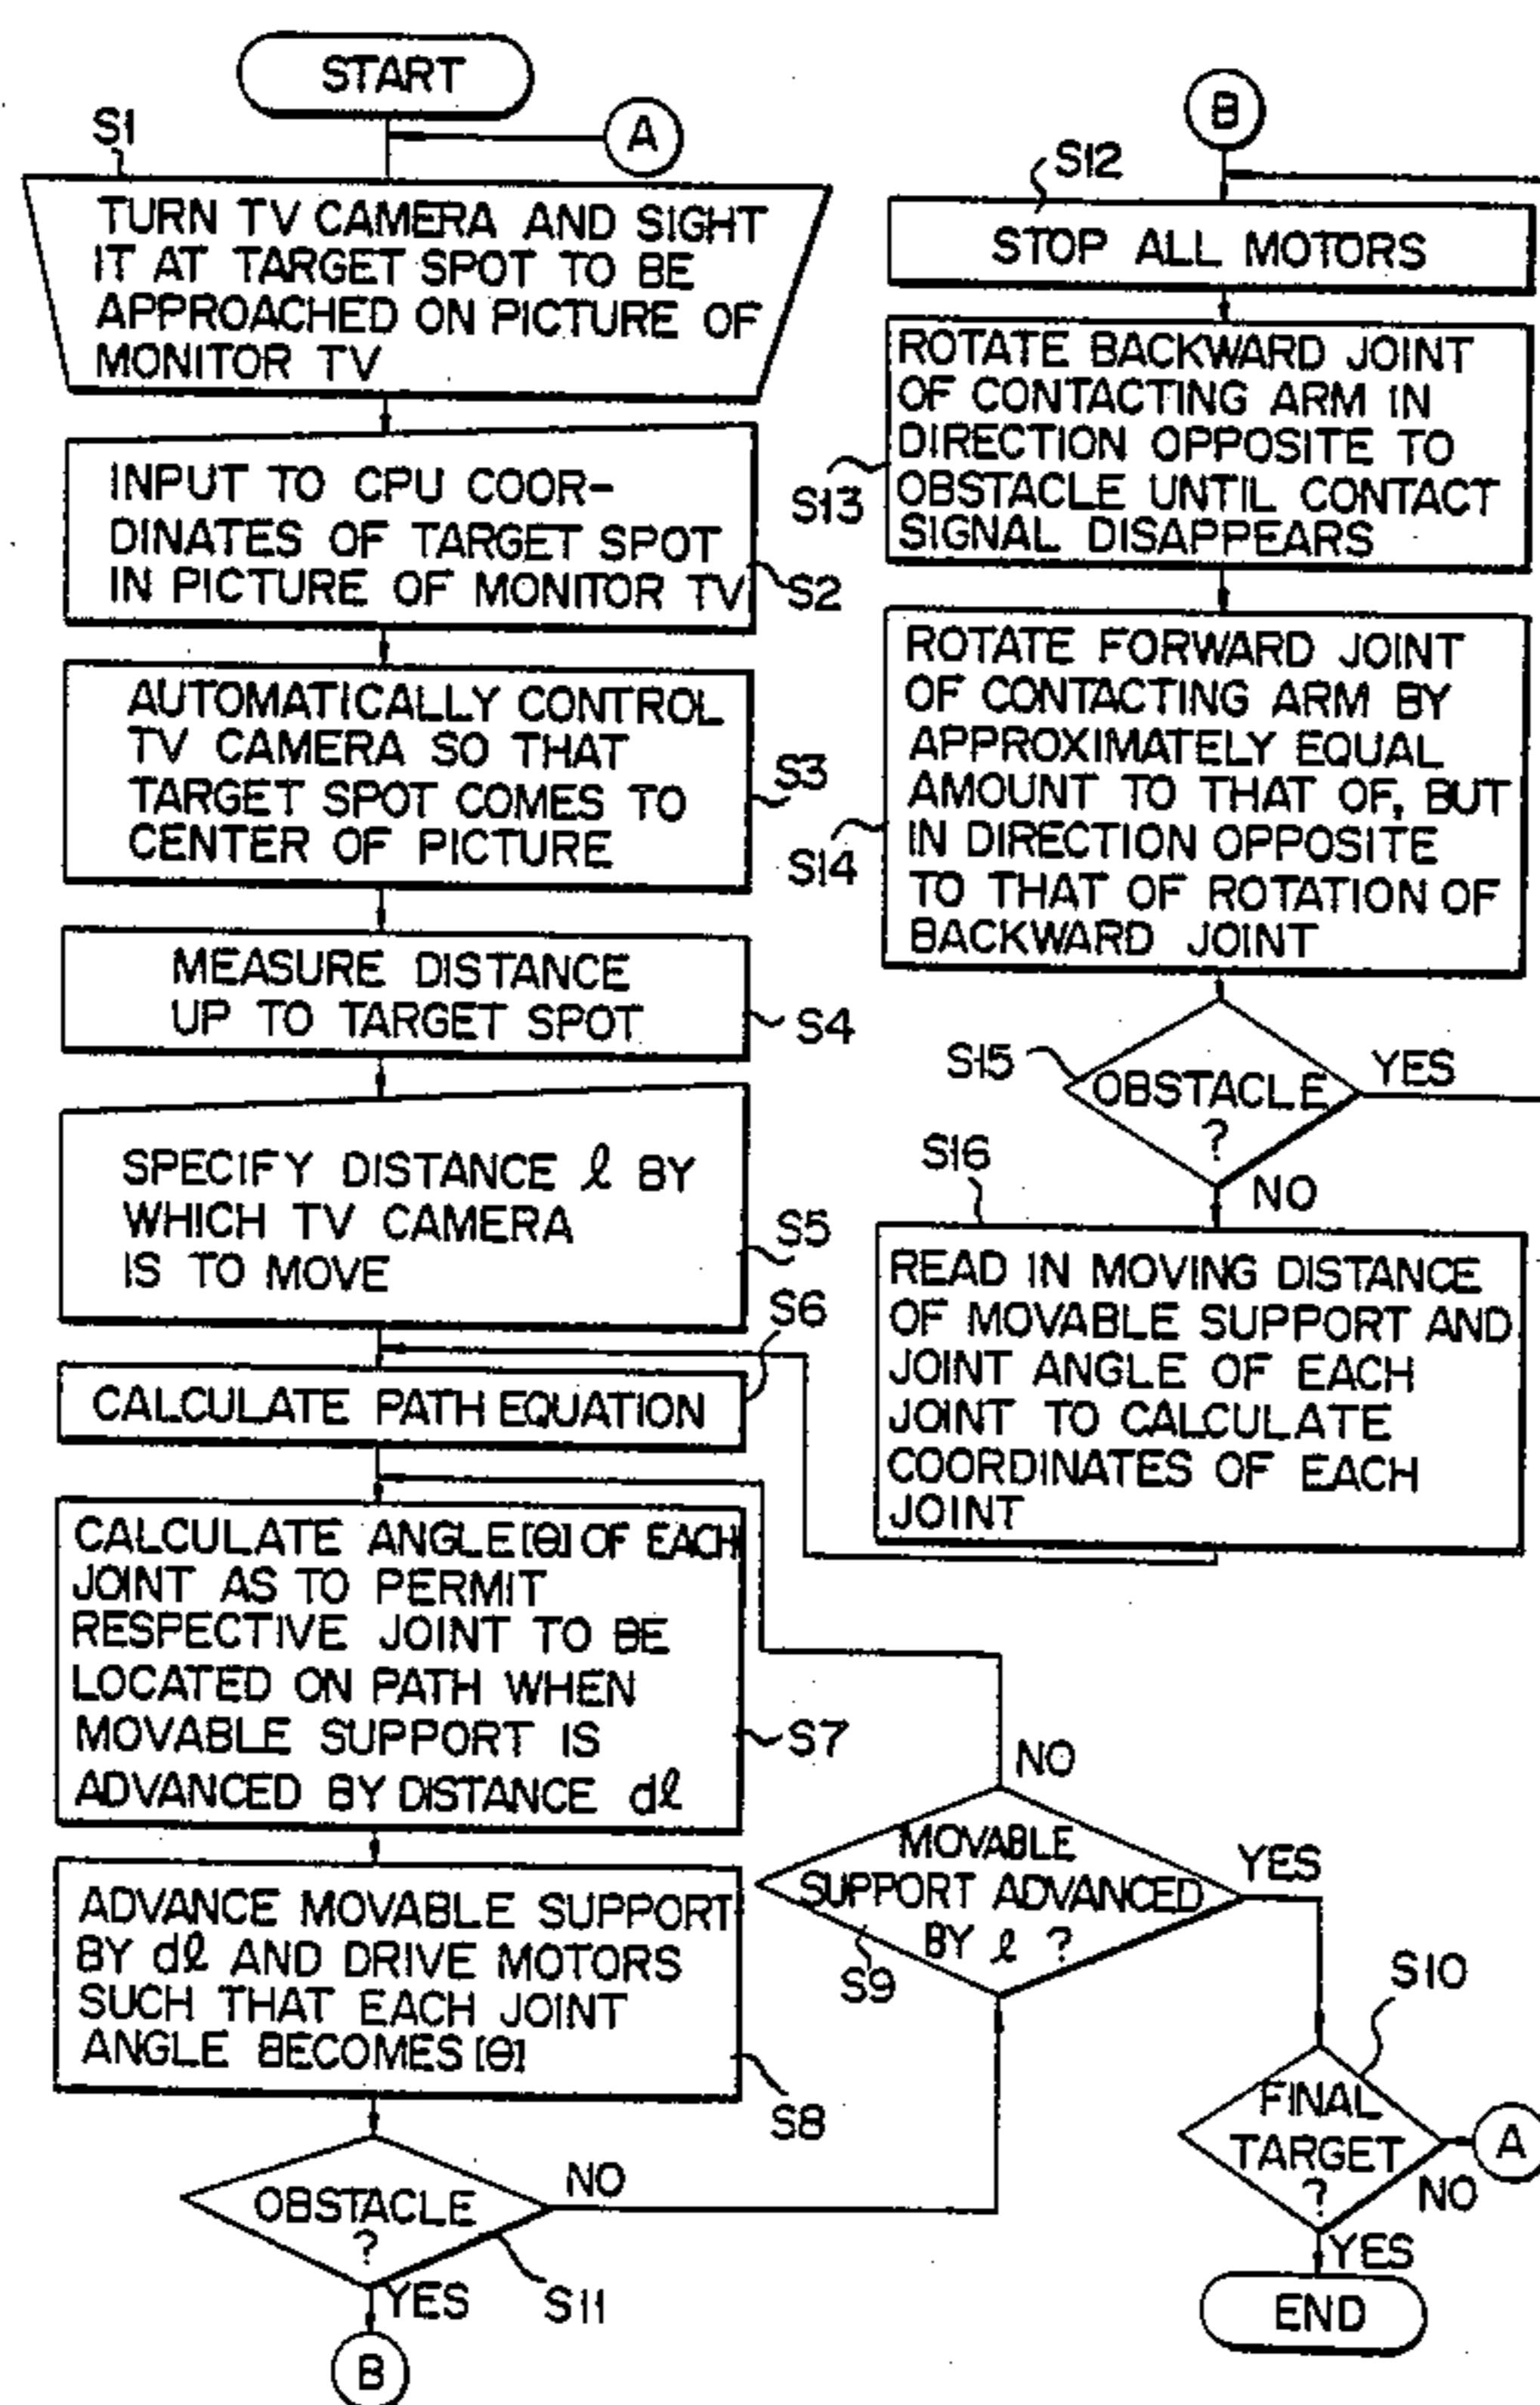 START
A
S1
TURN TV CAMERA AND SIGHT
IT AT TARGET SPOT TO BE
APPROACHED ON PICTURE OF
MONITOR TV
INPUT TO CPU COOR-
DINATES OF TARGET SPOT
IN PICTURE OF MONITOR TV
S2
AUTOMATICALLY CONTROL
TV CAMERA SO THAT
TARGET SPOT COMES TO
CENTER OF PICTURE
S3
MEASURE DISTANCE
UP TO TARGET SPOT
S4
SPECIFY DISTANCE ℓ BY
WHICH TV CAMERA
IS TO MOVE
S5
S6
CALCULATE PATH EQUATION
CALCULATE ANGLE [θ] OF EACH
JOINT AS TO PERMIT
RESPECTIVE JOINT TO BE
LOCATED ON PATH WHEN
MOVABLE SUPPORT IS
ADVANCED BY DISTANCE dℓ
S7
ADVANCE MOVABLE SUPPORT
BY dℓ AND DRIVE MOTORS
SUCH THAT EACH JOINT
ANGLE BECOMES [θ]
S8
OBSTACLE
?
NO
YES
S11
B
B
S12
STOP ALL MOTORS
ROTATE BACKWARD JOINT
OF CONTACTING ARM IN
DIRECTION OPPOSITE TO
OBSTACLE UNTIL CONTACT
SIGNAL DISAPPEARS
S13
ROTATE FORWARD JOINT
OF CONTACTING ARM BY
APPROXIMATELY EQUAL
AMOUNT TO THAT OF, BUT
IN DIRECTION OPPOSITE
TO THAT OF ROTATION OF
BACKWARD JOINT
S14
S15
OBSTACLE
?
YES
NO
S16
READ IN MOVING DISTANCE
OF MOVABLE SUPPORT AND
JOINT ANGLE OF EACH
JOINT TO CALCULATE
COORDINATES OF EACH
JOINT
NO
MOVABLE
SUPPORT ADVANCED
BY ℓ ?
YES
S9
S10
FINAL
TARGET
?
A
NO
YES
END